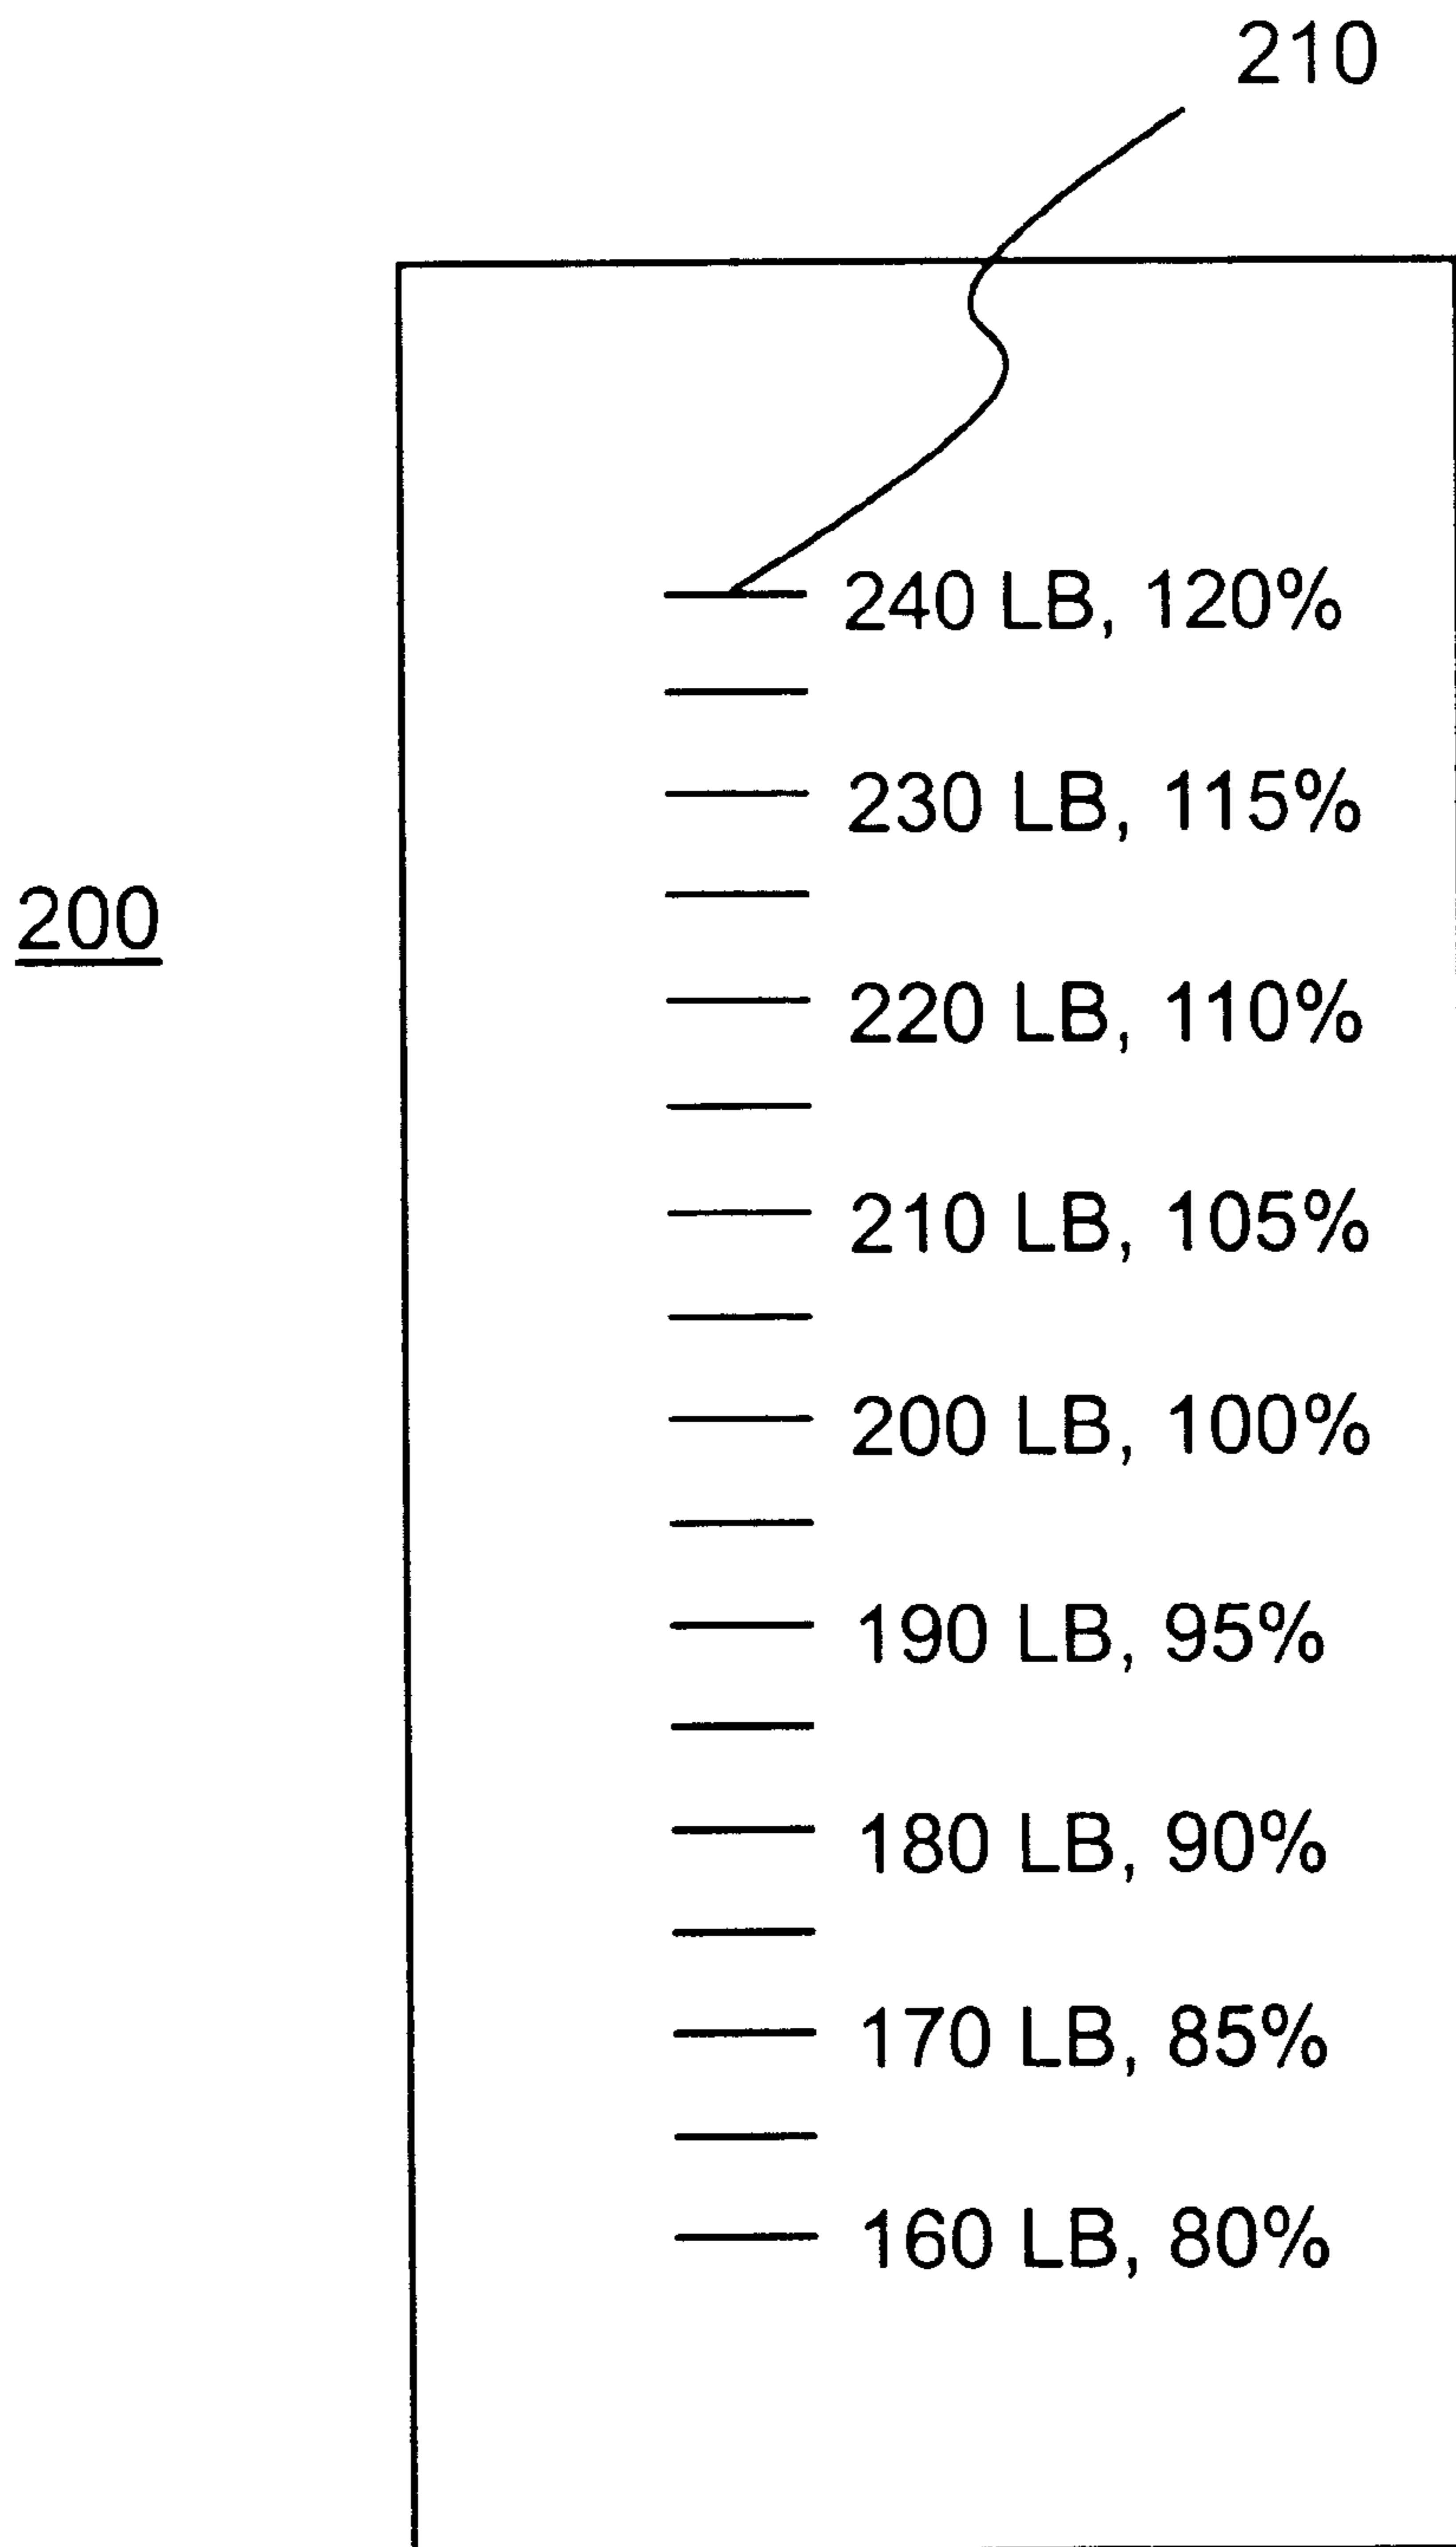 210
240 LB, 120%
230 LB, 115%
200
220 LB, 110%
210 LB, 105%
200 LB, 100%
190 LB, 95%
180 LB, 90%
170 LB, 85%
160 LB, 80%